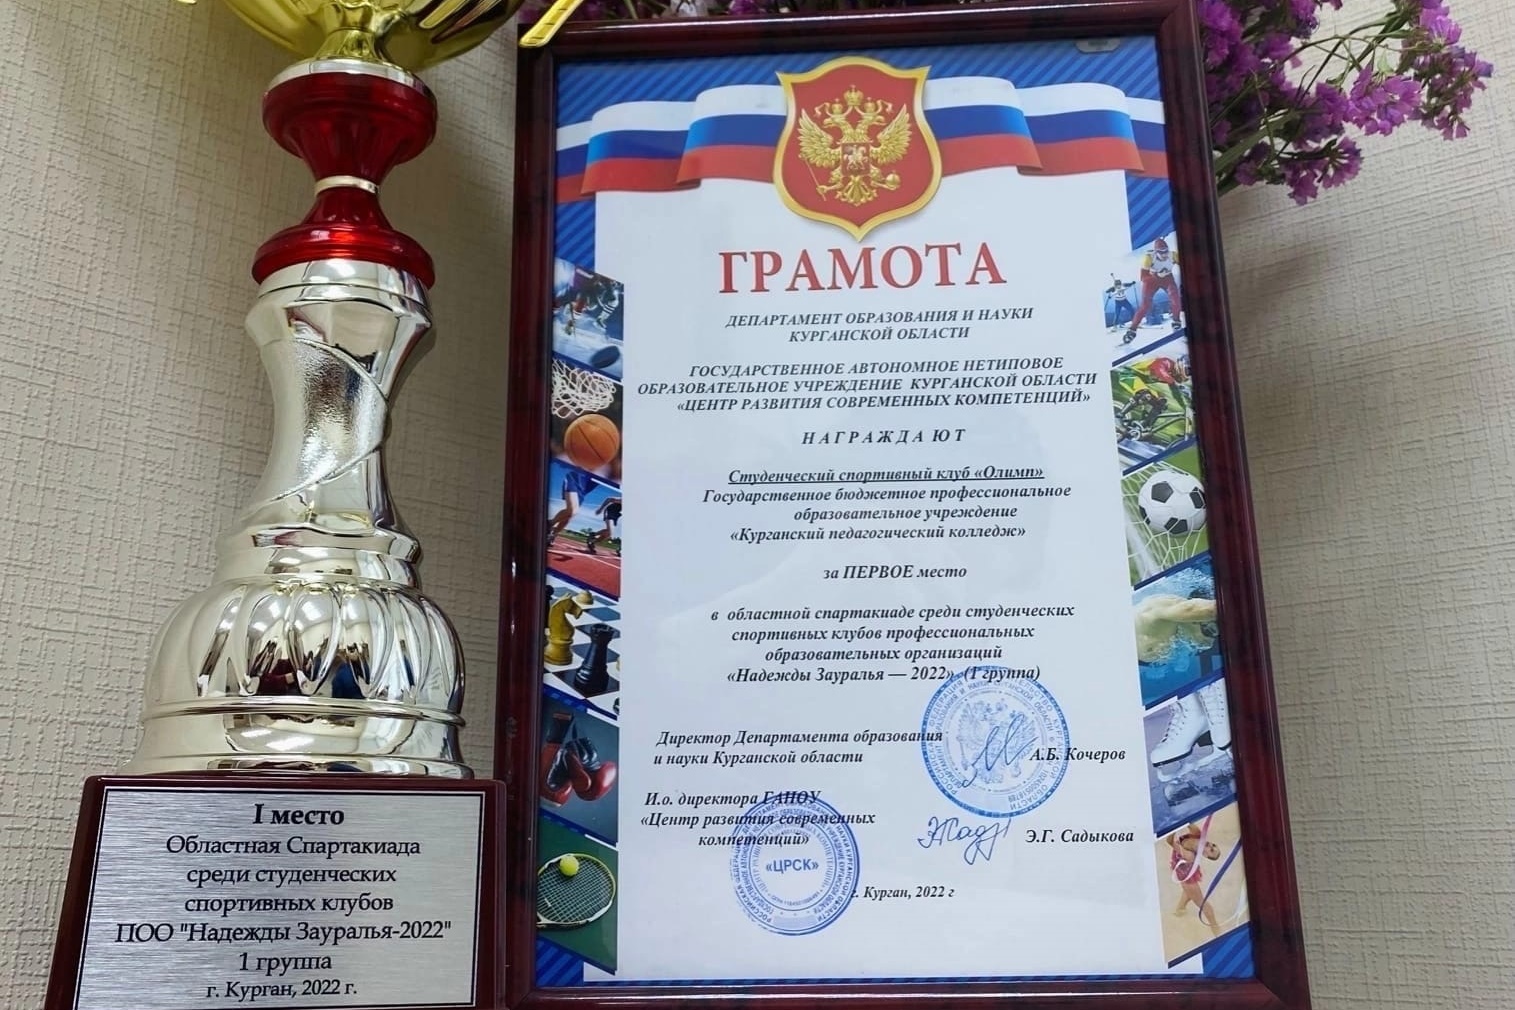 ГРАМОТА
ДЕПАРТАМЕНТ ОБРАЗОВАНИЯ И НАУКИ
КУРГАНСКОЙ ОБЛАСТИ
ГОСУДАРСТВЕННОЕ АВТОНОМНОЕ НЕТИПОВОЕ
ОБРАЗОВАТЕЛЬНОЕ УЧРЕЖДЕНИЕ КУРГАНСКОЙ ОБЛАСТИ
«ЦЕНТР РАЗВИТИЯ СОВРЕМЕННЫХ КОМПЕТЕНЦИЙ»
НАГРАЖДАЮТ
Студенческий спортивный клуб «Олимп»
Государственное бюджетное профессиональное
образовательное учреждение
«Курганский педагогический колледж»
за ПЕРВОЕ место
в областной спартакиаде среди студенческих
спортивных клубов профессиональных
образовательных организаций
«Надежды Зауралья — 2022» (1 группа)
Директор Департамента образования
и науки Курганской области
А.Б. Кочеров
И.о. директора ГАНОУ
«Центр развития современных
компетенций»
Э.Г. Садыкова
«ЦРСК»
г. Курган, 2022 г
I место
Областная Спартакиада
среди студенческих
спортивных клубов
ПОО "Надежды Зауралья-2022"
1 группа
г. Курган, 2022 г.